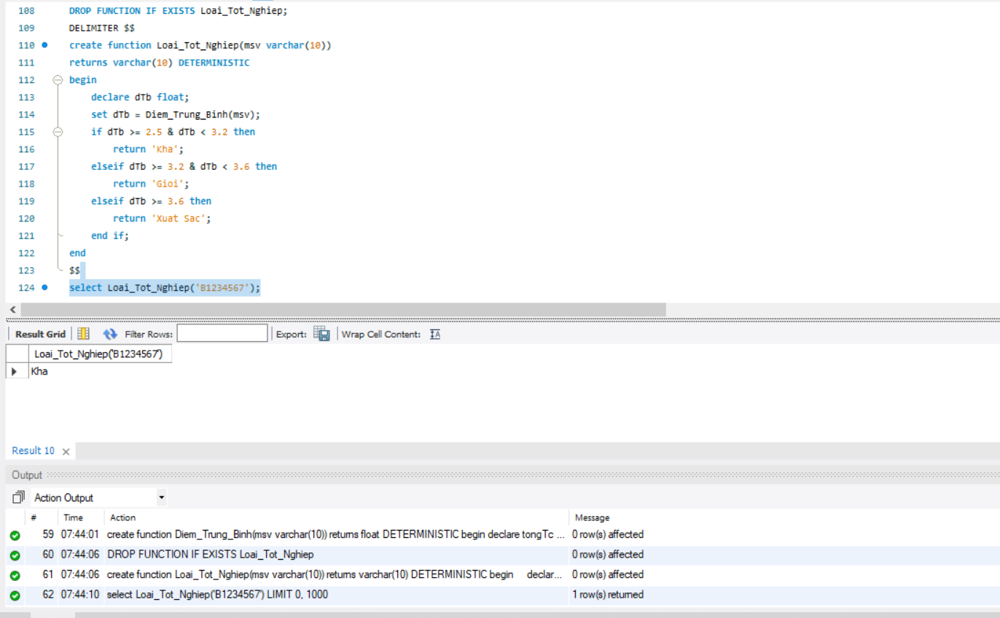 108 DROP FUNCTION IF EXISTS Loai_Tot_Nghiep;
109 DELIMITER $$
110 create function Loai_Tot_Nghiep(msv varchar(10))
111 returns varchar(10) DETERMINISTIC
112 begin
113 declare dTb float;
114 set dTb = Diem_Trung_Binh(msv);
115 if dTb >= 2.5 & dTb < 3.2 then
116 return 'Kha';
117 elseif dTb >= 3.2 & dTb < 3.6 then
118 return 'Gioi';
119 elseif dTb >= 3.6 then
120 return 'Xuat Sac';
121 end if;
122 end
123 $$
124 select Loai_Tot_Nghiep('B1234567');
Result Grid Filter Rows: Export: Wrap Cell Content: IA
Loai_Tot_Nghiep('B1234567')
Kha
Result 10
Output
Action Output
# Time Action Message
59 07:44:01 create function Diem_Trung_Binh(msv varchar(10)) returns float DETERMINISTIC begin declare tongTc ... 0 row(s) affected
60 07:44:06 DROP FUNCTION IF EXISTS Loai_Tot_Nghiep 0 row(s) affected
61 07:44:06 create function Loai_Tot_Nghiep(msv varchar(10)) returns varchar(10) DETERMINISTIC begin declar... 0 row(s) affected
62 07:44:10 select Loai_Tot_Nghiep('B1234567') LIMIT 0, 1000 1 row(s) returned